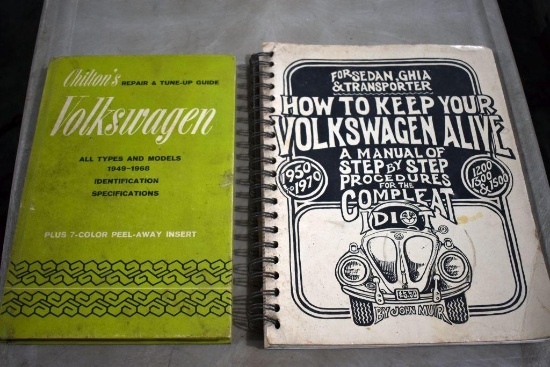 Chilton's REPAIR & TUNE-UP GUIDE
Volkswagen
ALL TYPES AND MODELS
1949-1968
IDENTIFICATION
SPECIFICATIONS
PLUS 7-COLOR PEEL-AWAY INSERT
FOR SEDAN, GHIA
& TRANSPORTER
HOW TO KEEP YOUR
VOLKSWAGEN ALIVE
A MANUAL OF
STEP BY STEP
PROCEDURES
FOR THE
COMPLEAT
IDIOT
1950
TO 1970
1200
1300
& 1500
BY JOHN MUIR